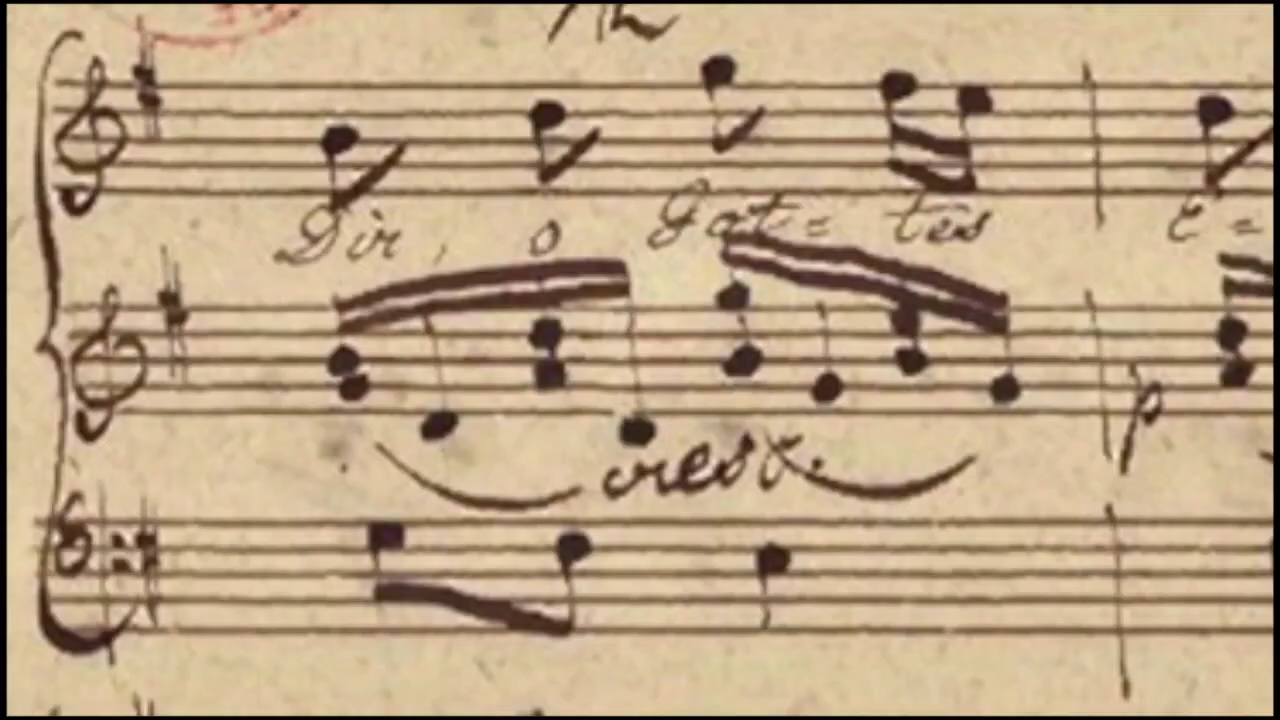 Dir, o Got= tes E=
cresc.
p